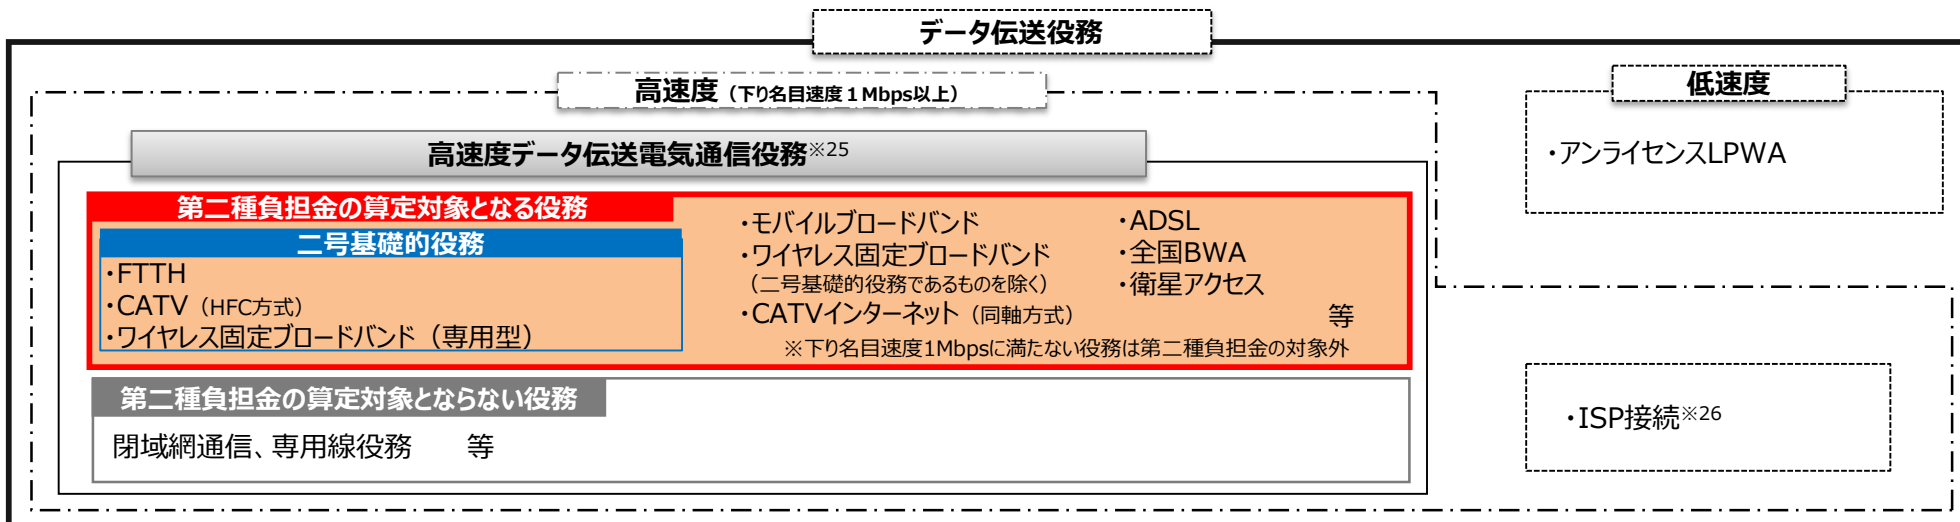 データ伝送役務
高速度（下り名目速度１Mbps以上）
低速度
・アンライセンスLPWA
高速度データ伝送電気通信役務※25
第二種負担金の算定対象となる役務
二号基礎的役務
・FTTH
・CATV（HFC方式）
・ワイヤレス固定ブロードバンド（専用型）
・モバイルブロードバンド
・ワイヤレス固定ブロードバンド
（二号基礎的役務であるものを除く）
・CATVインターネット（同軸方式）
・ADSL
・全国BWA
・衛星アクセス
等
※下り名目速度1Mbpsに満たない役務は第二種負担金の対象外
第二種負担金の算定対象とならない役務
閉域網通信、専用線役務　　等
・ISP接続※26